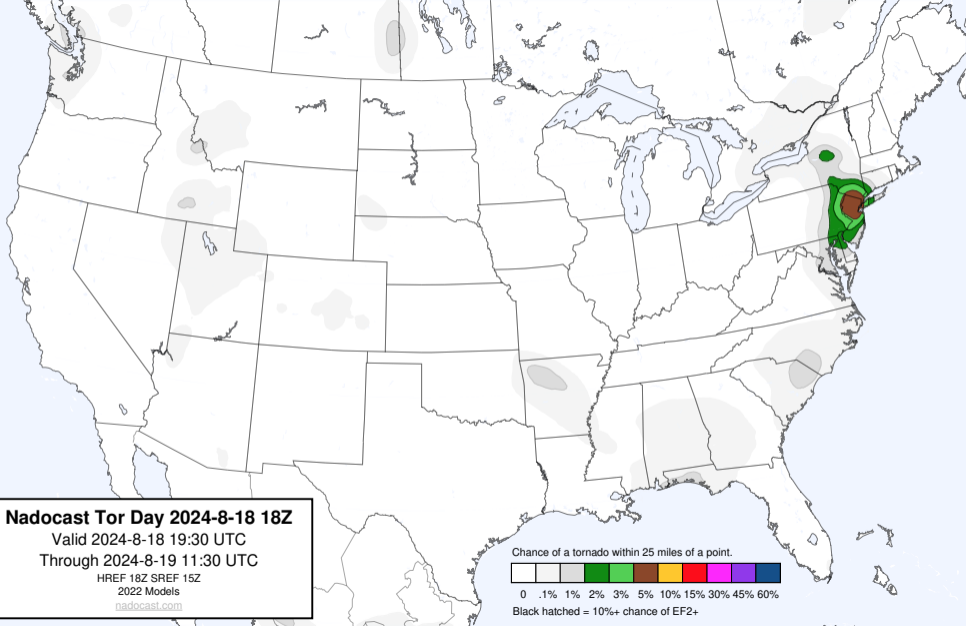 Nadocast Tor Day 2024-8-18 18Z
Valid 2024-8-18 19:30 UTC
Through 2024-8-19 11:30 UTC
HREF 18Z SREF 15Z
2022 Models
nadocast.com
Chance of a tornado within 25 miles of a point.
0 .1% 1% 2% 3% 5% 10% 15% 30% 45% 60%
Black hatched = 10%+ chance of EF2+